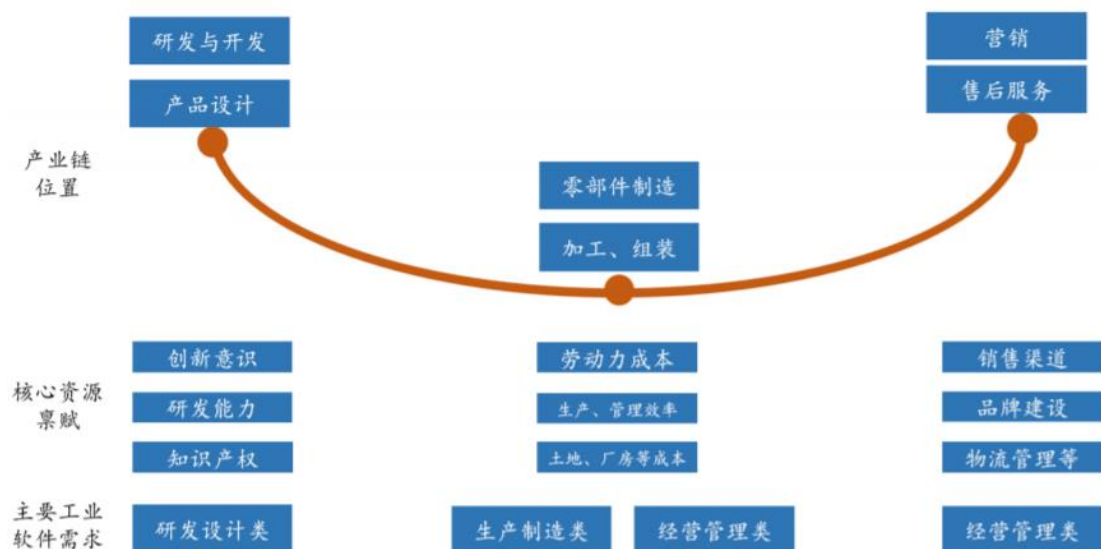 研发与开发
营销
产品设计
售后服务
产业链
位置
零部件制造
加工、组装
核心资源
禀赋
创新意识
劳动力成本
销售渠道
研发能力
生产、管理效率
品牌建设
知识产权
土地、厂房等成本
物流管理等
主要工业
软件需求
研发设计类
生产制造类
经营管理类
经营管理类